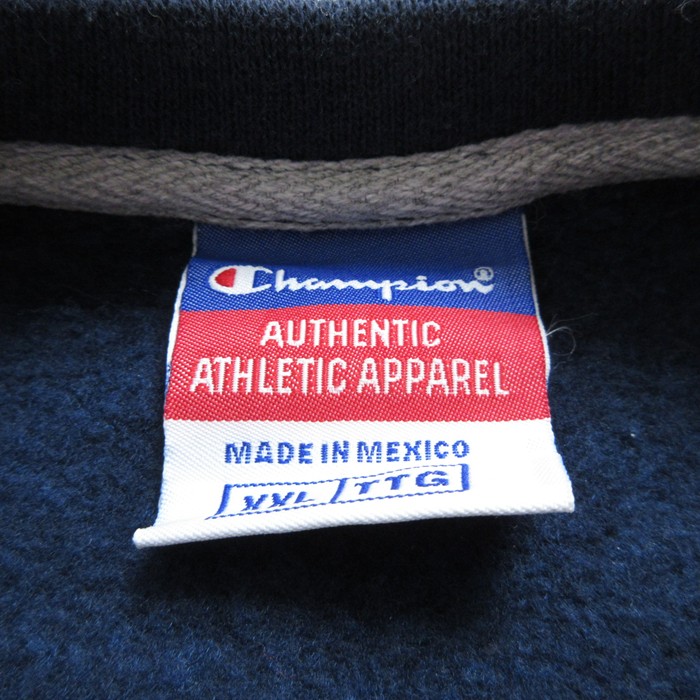 Champion®
AUTHENTIC
ATHLETIC APPAREL
MADE IN MEXICO
XXL/TTG